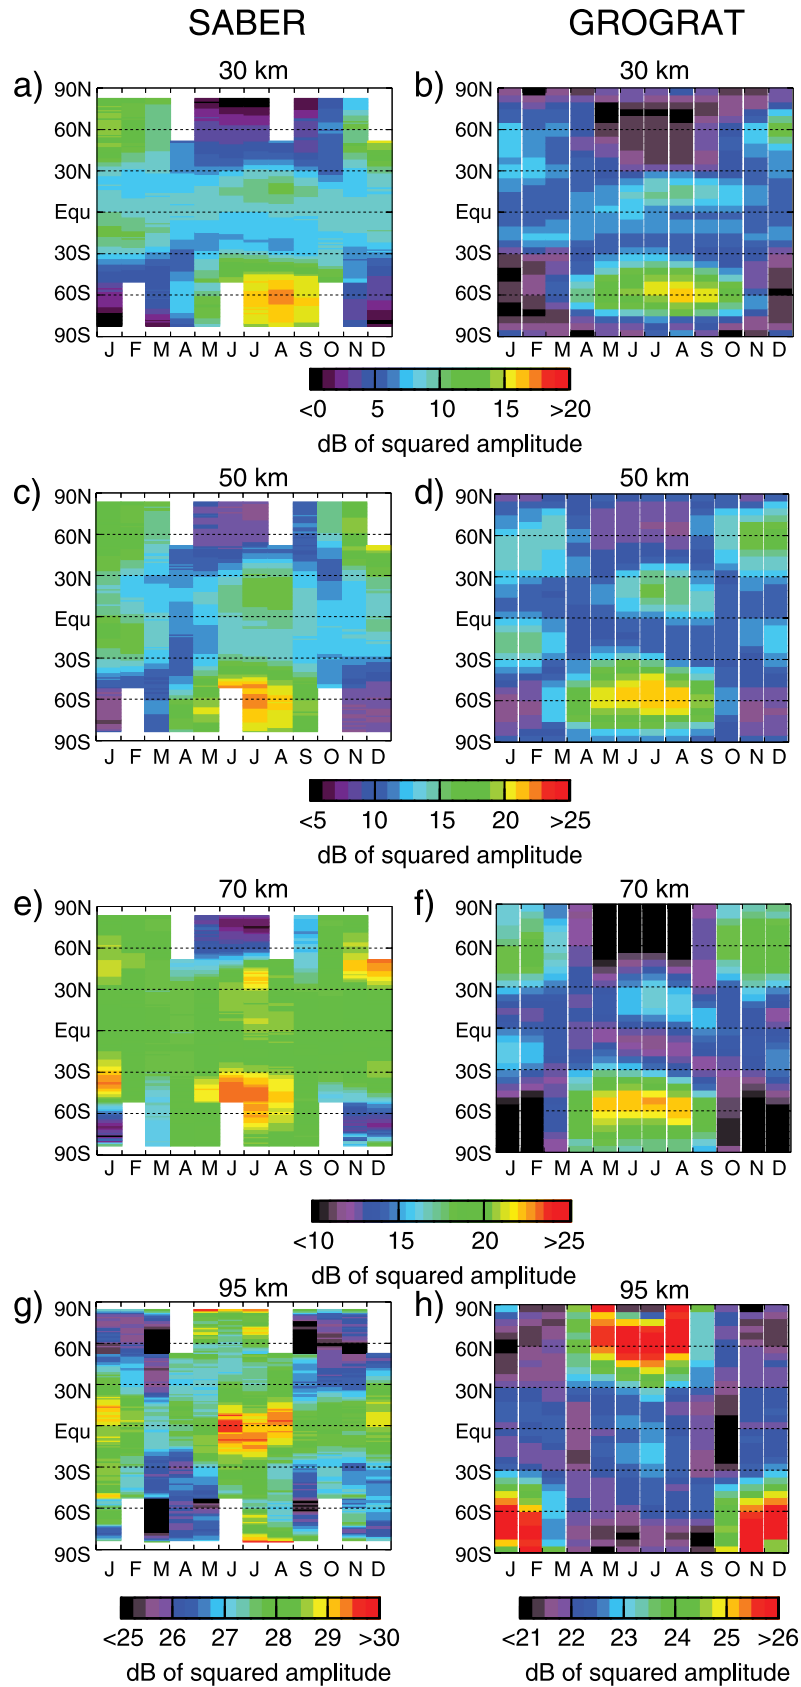 SABER GROGRAT
a) 30 km b) 30 km
90N 90N
60N 60N
30N 30N
Equ Equ
30S 30S
60S 60S
90S 90S
J F M A M J J A S O N D J F M A M J J A S O N D
<0 5 10 15 >20
dB of squared amplitude
c) 50 km d) 50 km
90N 90N
60N 60N
30N 30N
Equ Equ
30S 30S
60S 60S
90S 90S
J F M A M J J A S O N D J F M A M J J A S O N D
<5 10 15 20 >25
dB of squared amplitude
e) 70 km f) 70 km
90N 90N
60N 60N
30N 30N
Equ Equ
30S 30S
60S 60S
90S 90S
J F M A M J J A S O N D J F M A M J J A S O N D
<10 15 20 >25
dB of squared amplitude
g) 95 km h) 95 km
90N 90N
60N 60N
30N 30N
Equ Equ
30S 30S
60S 60S
90S 90S
J F M A M J J A S O N D J F M A M J J A S O N D
<25 26 27 28 29 >30 <21 22 23 24 25 >26
dB of squared amplitude dB of squared amplitude